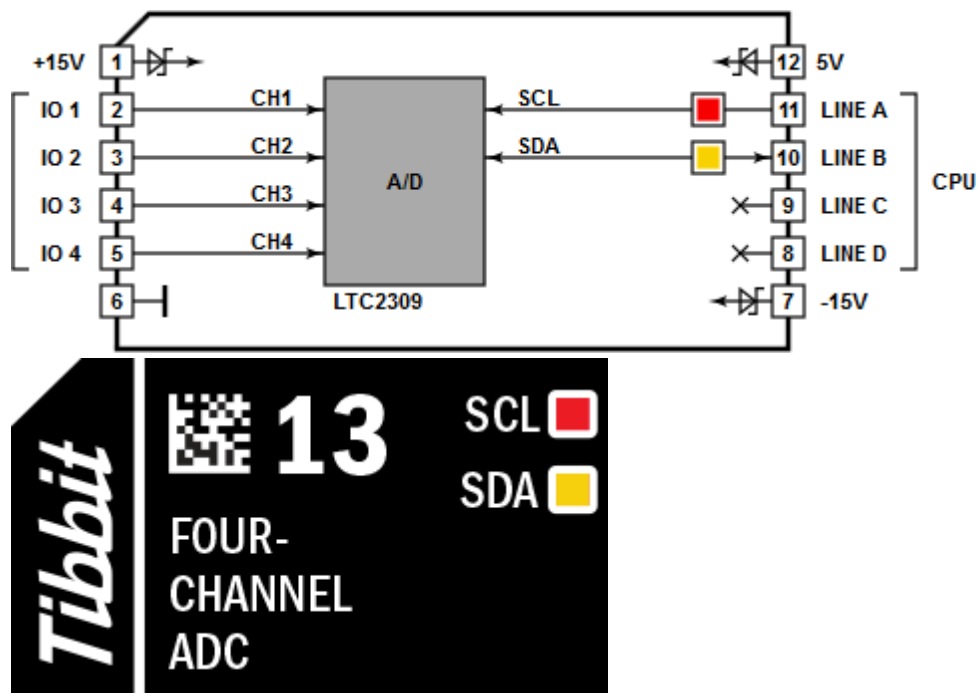 +15V 1 12 5V
IO 1 2 CH1 SCL 11 LINE A
IO 2 3 CH2 SDA 10 LINE B
A/D
CPU
IO 3 4 CH3 9 LINE C
IO 4 5 CH4 8 LINE D
6 LTC2309 7 -15V
Tibbit
13
SCL
SDA
FOUR-
CHANNEL
ADC